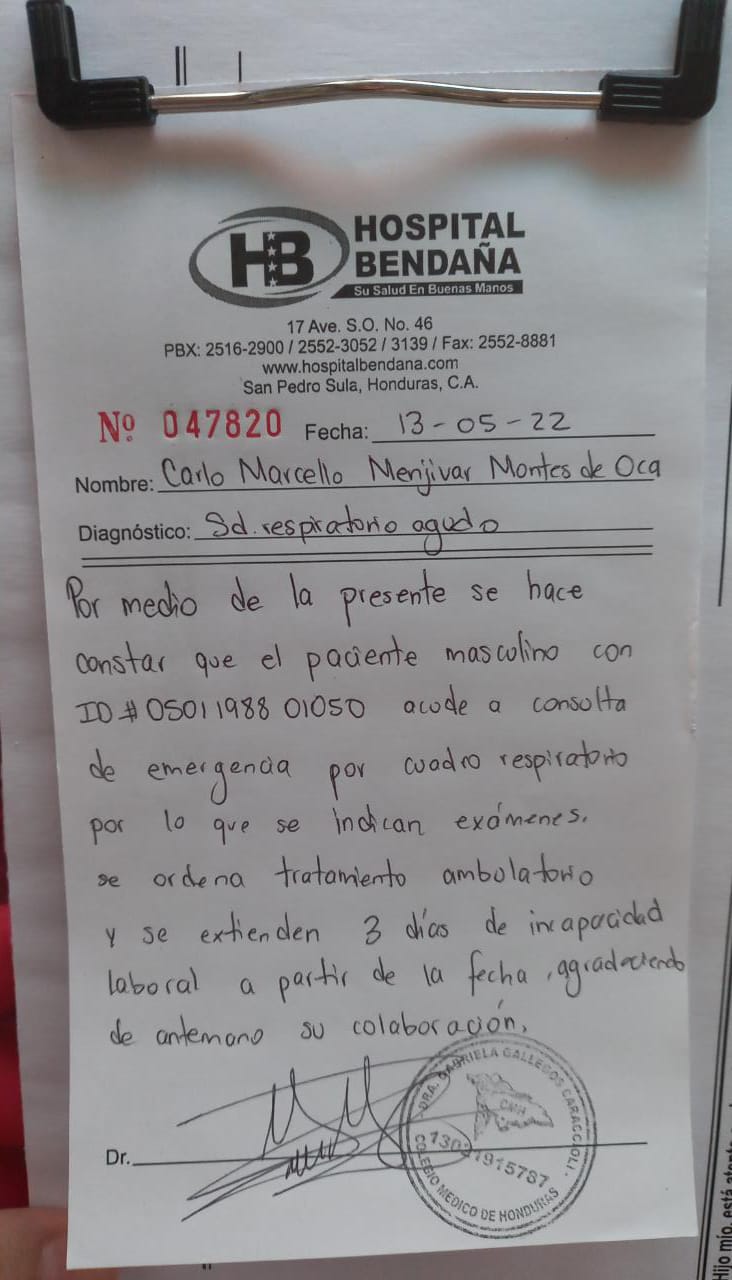 HB
HOSPITAL
BENDAÑA
Su Salud En Buenas Manos
17 Ave. S.O. No. 46
PBX: 2516-2900 / 2552-3052 / 3139 / Fax: 2552-8881
www.hospitalbendana.com
San Pedro Sula, Honduras, C.A.
Nº 047820 Fecha: 13-05-22
Nombre: Carlo Marcello Menjivar Montes de Oca
Diagnóstico: Sd. respiratorio agudo
Por medio de la presente se hace
constar que el paciente masculino con
ID # 05011988 01050 acude a consulta
de emergencia por cuadro respiratorio
por lo que se indican exámenes.
se ordena tratamiento ambulatorio
y se extienden 3 días de incapacidad
laboral a partir de la fecha, agradeciendo
de antemano su colaboración.
Dr.
DRA. GABRIELA GALLEGOS CARACCIOLI
CMH
COLEGIO MEDICO DE HONDURAS
Hijo mío, está